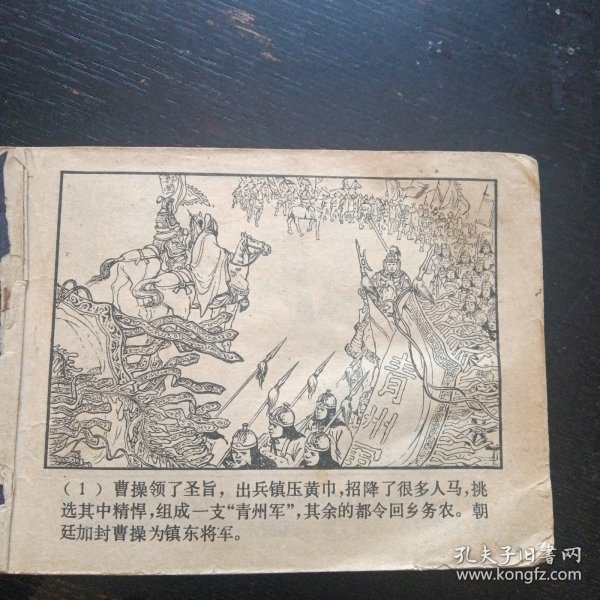 青州军
(1) 曹操领了圣旨，出兵镇压黄巾，招降了很多人马，挑
选其中精悍，组成一支“青州军”，其余的都令回乡务农。朝
廷加封曹操为镇东将军。
孔夫子旧书网
www.kongfz.com